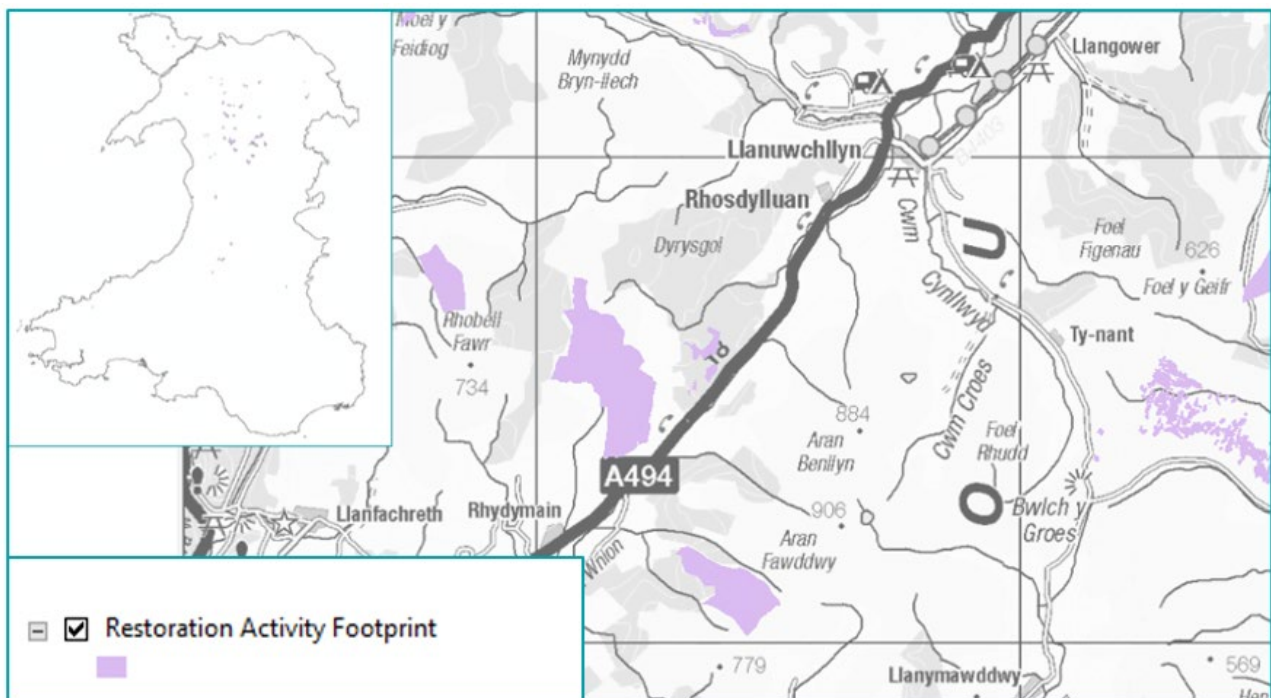 Moel y
Feidiog
Mynydd
Bryn-llech
Llangower
B4403
Llanuwchllyn
Rhosdylluan
Dyrysgol
Cwm
Cynllwyd
U
Foel
Figenau
626
Foel y Geifr
Ty-nant
Rhobell
Fawr
734
884
Aran
Benllyn
Cwm Croes
Foel
Rhudd
O
Bwlch y
Groes
A494
906
Aran
Fawddwy
Llanfachreth
Rhydymain
Wnion
779
Llanymawddwy
569
Restoration Activity Footprint